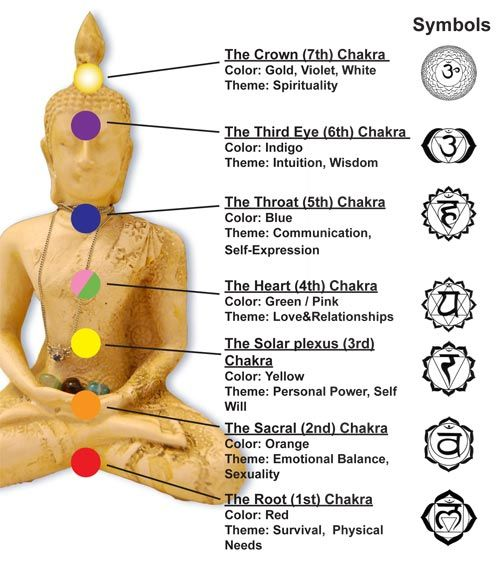 Symbols
The Crown (7th) Chakra
Color: Gold, Violet, White
Theme: Spirituality
ॐ
The Third Eye (6th) Chakra
Color: Indigo
Theme: Intuition, Wisdom
The Throat (5th) Chakra
Color: Blue
Theme: Communication,
Self-Expression
ह
The Heart (4th) Chakra
Color: Green / Pink
Theme: Love&Relationships
The Solar plexus (3rd)
Chakra
Color: Yellow
Theme: Personal Power, Self
Will
The Sacral (2nd) Chakra
Color: Orange
Theme: Emotional Balance,
Sexuality
The Root (1st) Chakra
Color: Red
Theme: Survival, Physical
Needs